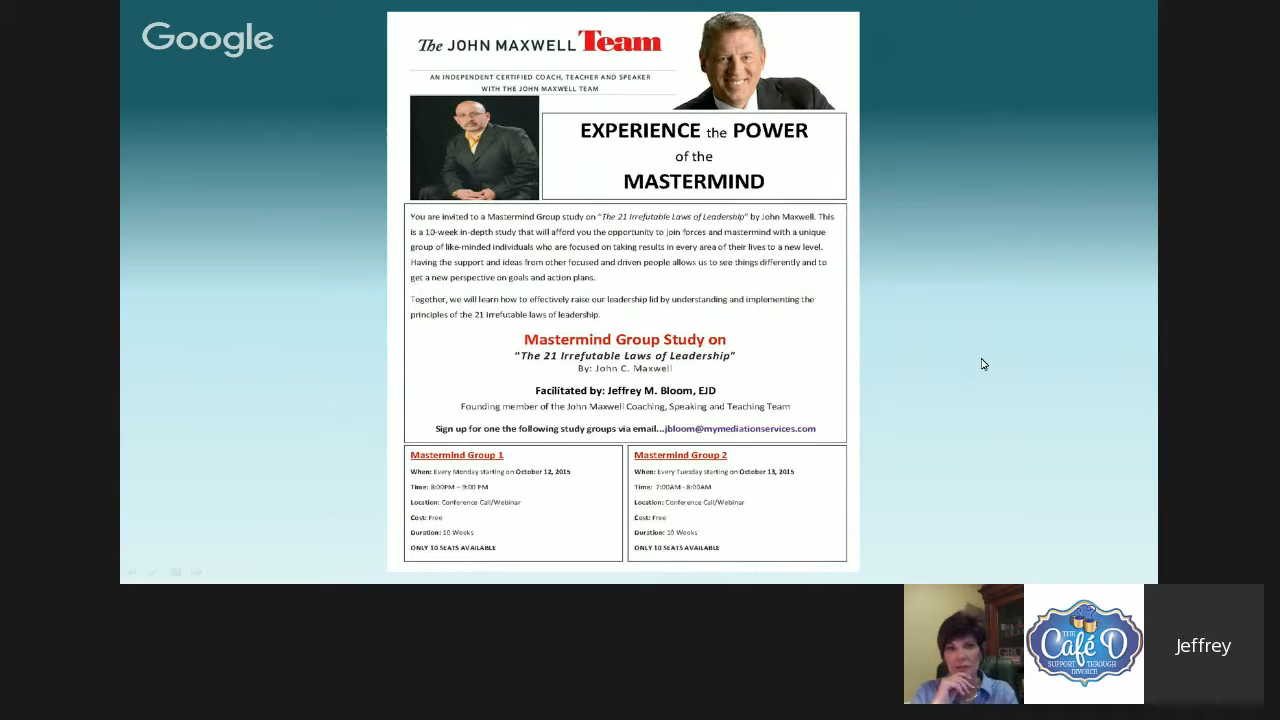 Google
The JOHN MAXWELL Team
AN INDEPENDENT CERTIFIED COACH, TEACHER AND SPEAKER
WITH THE JOHN MAXWELL TEAM
EXPERIENCE the POWER
of the
MASTERMIND
You are invited to a Mastermind Group study on "The 21 Irrefutable Laws of Leadership" by John Maxwell. This
is a 10-week in-depth study that will afford you the opportunity to join forces and mastermind with a unique
group of like-minded individuals who are focused on taking results in every area of their lives to a new level.
Having the support and ideas from other focused and driven people allows us to see things differently and to
get a new perspective on goals and action plans.
Together, we will learn how to effectively raise our leadership lid by understanding and implementing the
principles of the 21 irrefutable laws of leadership.
Mastermind Group Study on
"The 21 Irrefutable Laws of Leadership"
By: John C. Maxwell
Facilitated by: Jeffrey M. Bloom, EJD
Founding member of the John Maxwell Coaching, Speaking and Teaching Team
Sign up for one the following study groups via email...jbloom@mymediationservices.com
Mastermind Group 1
When: Every Monday starting on October 12, 2015
Time: 8:00PM – 9:00 PM
Location: Conference Call/Webinar
Cost: Free
Duration: 10 Weeks
ONLY 10 SEATS AVAILABLE
Mastermind Group 2
When: Every Tuesday starting on October 13, 2015
Time: 7:00AM - 8:00AM
Location: Conference Call/Webinar
Cost: Free
Duration: 10 Weeks
ONLY 10 SEATS AVAILABLE
THE
Café D
SUPPORT THROUGH
DIVORCE
Jeffrey